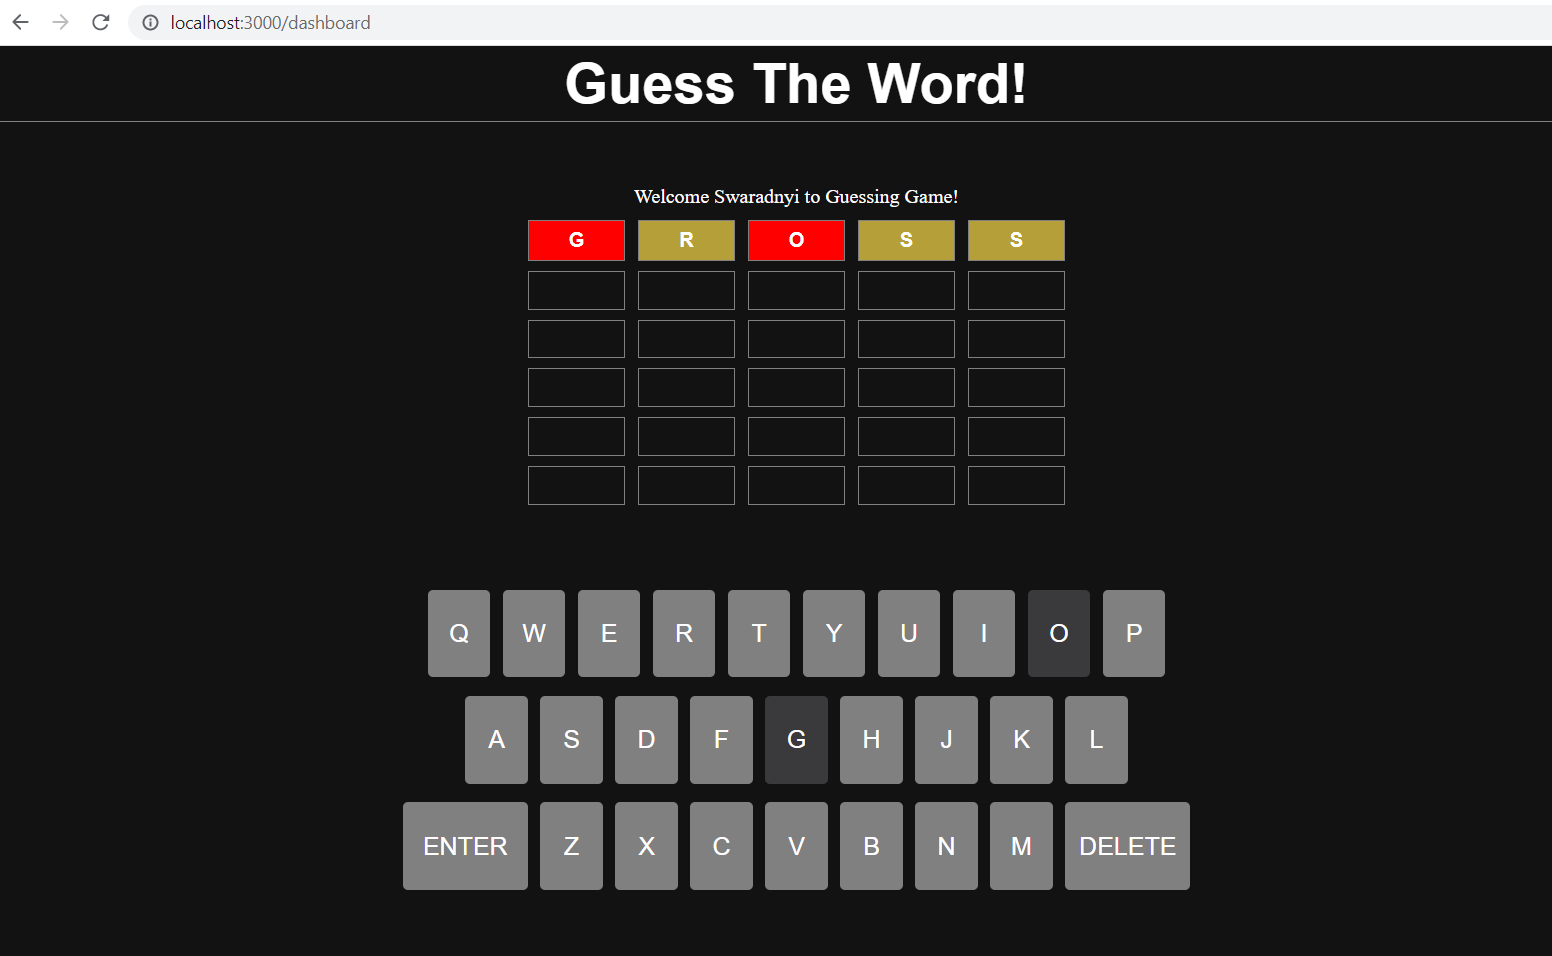 localhost:3000/dashboard
Guess The Word!
Welcome Swaradnyi to Guessing Game!
G R O S S
Q W E R T Y U I O P
A S D F G H J K L
ENTER Z X C V B N M DELETE